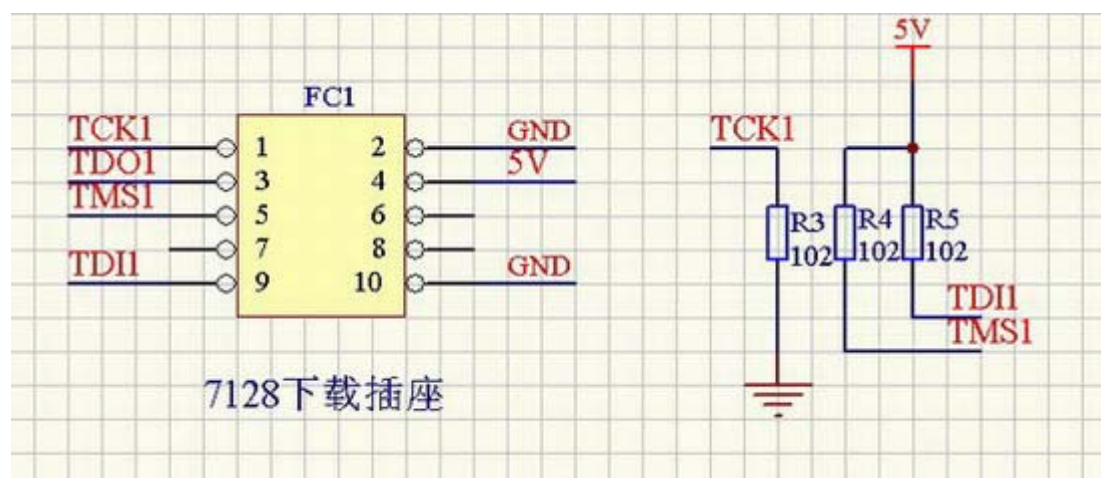 5V
FC1
TCK1 1 2 GND
TDO1 3 4 5V
TMS1 5 6
7 8
TDI1 9 10 GND
TCK1
R3 R4 R5
102 102 102
TDI1
TMS1
7128下载插座